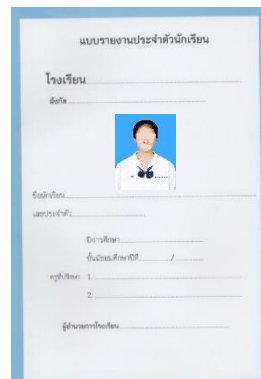 แบบรายงานประจำตัวนักเรียน
โรงเรียน
สังกัด
ชื่อนักเรียน
เลขประจำตัว
ปีการศึกษา
ชั้นมัธยมศึกษาปีที่ /
ครูที่ปรึกษา 1.
2.
ผู้อำนวยการโรงเรียน